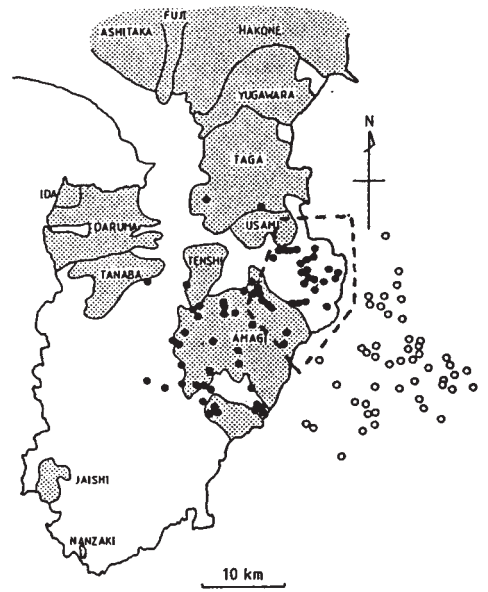 FUJI
ASHITAKA
HAKONE
YUGAWARA
N
TAGA
IDA
USAMI
DARUMA
TENSHI
TANABA
AMAGI
JAISHI
NANZAKI
10 km